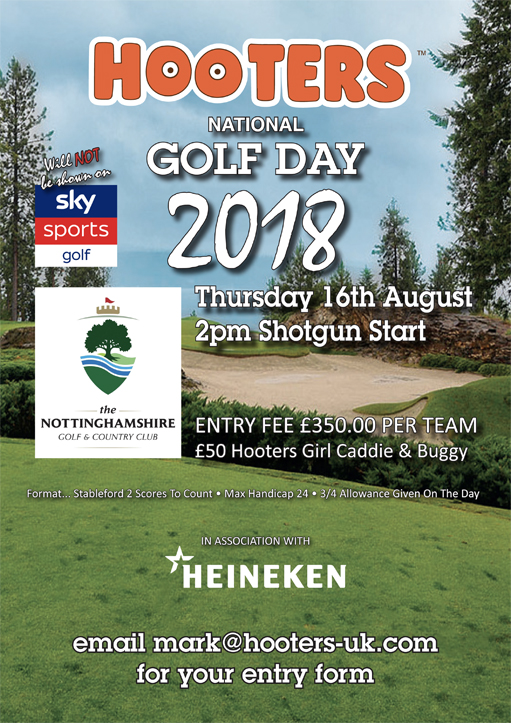 HOOTERS™
NATIONAL
GOLF DAY
2018
Will NOT
be shown on
sky
sports
golf
Thursday 16th August
2pm Shotgun Start
the
NOTTINGHAMSHIRE
GOLF & COUNTRY CLUB
ENTRY FEE £350.00 PER TEAM
£50 Hooters Girl Caddie & Buggy
Format... Stableford 2 Scores To Count • Max Handicap 24 • 3/4 Allowance Given On The Day
IN ASSOCIATION WITH
HEINEKEN
email mark@hooters-uk.com
for your entry form